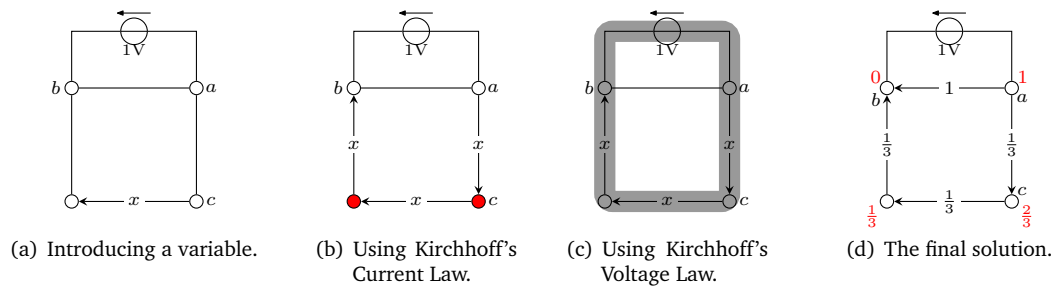 1V
b a
x c
1V
b a
x x
x c
1V
b a
x x
x c
1V
0 1
b 1 a
1/3 1/3
c
1/3 1/3 2/3
(a) Introducing a variable.
(b) Using Kirchhoff's
Current Law.
(c) Using Kirchhoff's
Voltage Law.
(d) The final solution.